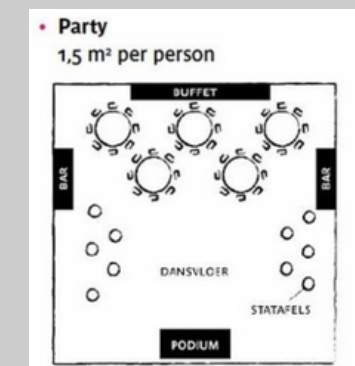 • Party
1,5 m² per person
BUFFET
BAR
BAR
DANSVLOER
STATAFELS
PODIUM